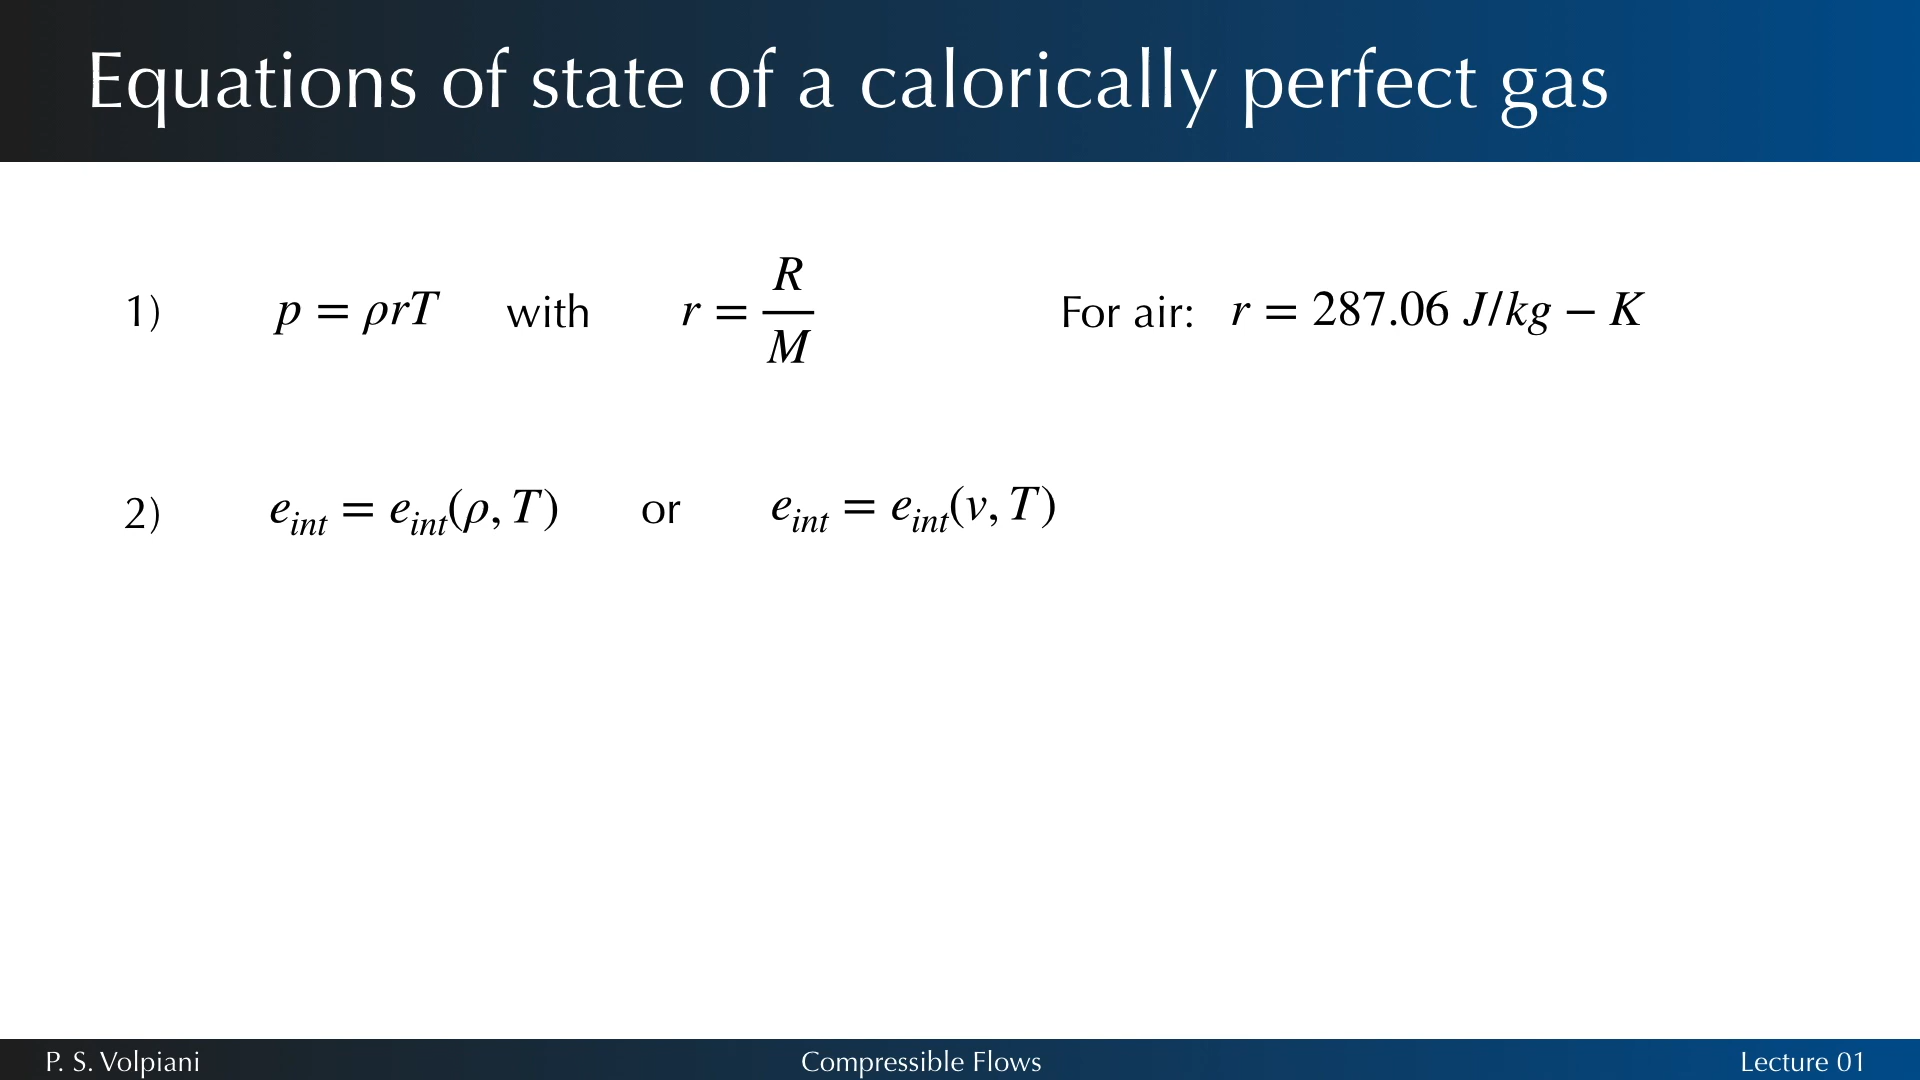 Equations of state of a calorically perfect gas
1) p = ρrT with r = R/M For air: r = 287.06 J/kg − K
2) e_int = e_int(ρ, T) or e_int = e_int(v, T)
P. S. Volpiani Compressible Flows Lecture 01